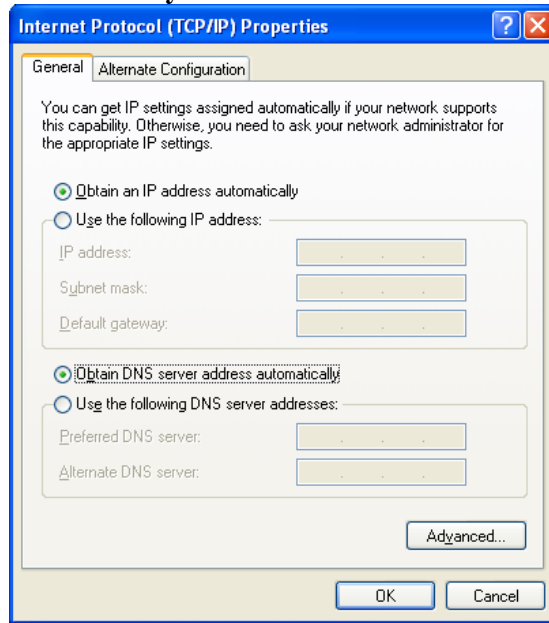 Internet Protocol (TCP/IP) Properties
General
Alternate Configuration
You can get IP settings assigned automatically if your network supports
this capability. Otherwise, you need to ask your network administrator for
the appropriate IP settings.
Obtain an IP address automatically
Use the following IP address:
IP address:
Subnet mask:
Default gateway:
Obtain DNS server address automatically
Use the following DNS server addresses:
Preferred DNS server:
Alternate DNS server:
Advanced...
OK
Cancel